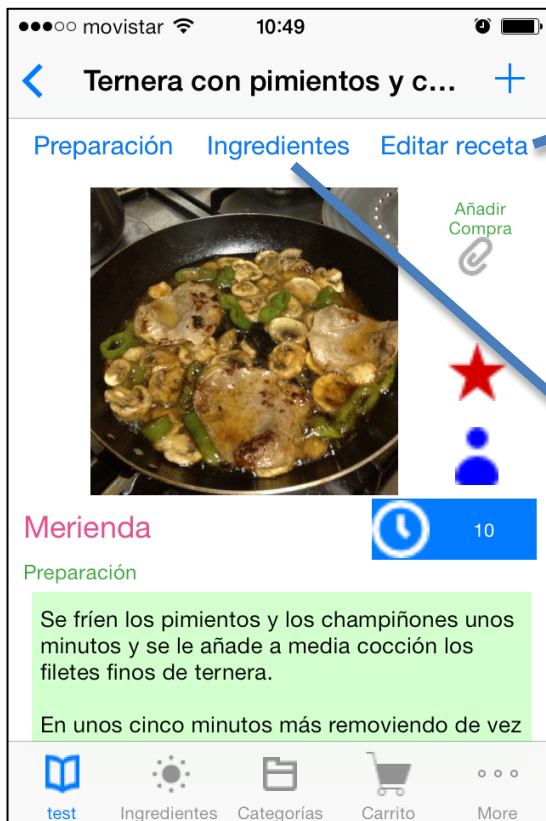 movistar 10:49
Ternera con pimientos y c...
Preparación Ingredientes Editar receta
Añadir
Compra
Merienda
10
Preparación
Se fríen los pimientos y los champiñones unos
minutos y se le añade a media cocción los
filetes finos de ternera.
En unos cinco minutos más removiendo de vez
test Ingredientes Categorías Carrito More